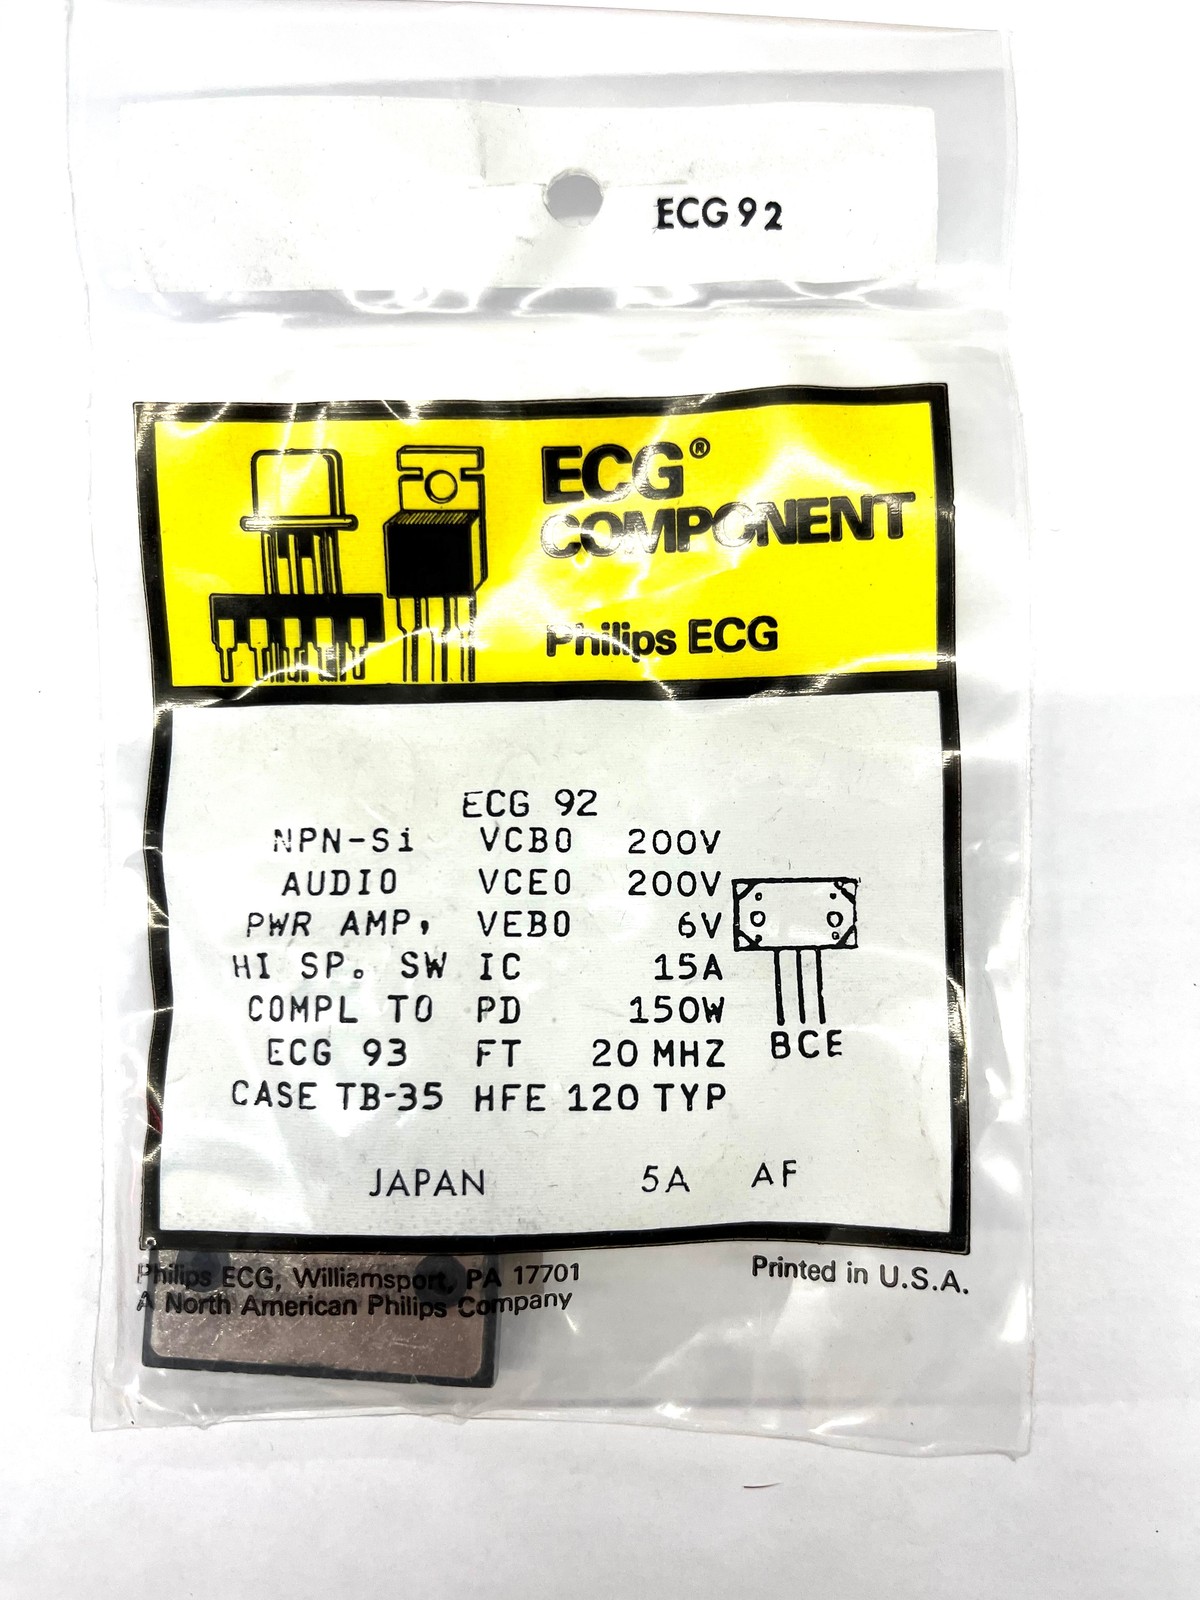 ECG92
ECG®
COMPONENT
Philips ECG
ECG 92
NPN-Si VCBO 200V
AUDIO VCEO 200V
PWR AMP, VEBO 6V
HI SP. SW IC 15A
COMPL TO PD 150W
ECG 93 FT 20 MHZ
CASE TB-35 HFE 120 TYP
BCE
JAPAN 5A AF
Philips ECG, Williamsport, PA 17701
A North American Philips Company
Printed in U.S.A.